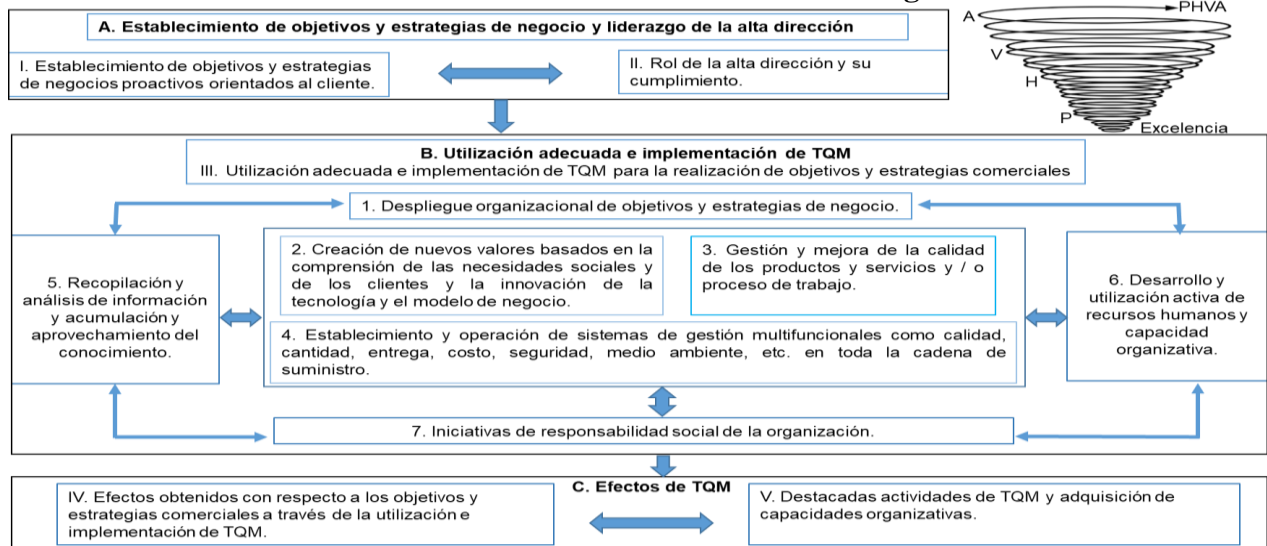 A. Establecimiento de objetivos y estrategias de negocio y liderazgo de la alta dirección
I. Establecimiento de objetivos y estrategias
de negocios proactivos orientados al cliente.
II. Rol de la alta dirección y su
cumplimiento.
A
PHVA
V
H
P
Excelencia
B. Utilización adecuada e implementación de TQM
III. Utilización adecuada e implementación de TQM para la realización de objetivos y estrategias comerciales
1. Despliegue organizacional de objetivos y estrategias de negocio.
5. Recopilación y
análisis de información
y acumulación y
aprovechamiento del
conocimiento.
2. Creación de nuevos valores basados en la
comprensión de las necesidades sociales y
de los clientes y la innovación de la
tecnología y el modelo de negocio.
3. Gestión y mejora de la calidad
de los productos y servicios y / o
proceso de trabajo.
4. Establecimiento y operación de sistemas de gestión multifuncionales como calidad,
cantidad, entrega, costo, seguridad, medio ambiente, etc. en toda la cadena de
suministro.
6. Desarrollo y
utilización activa de
recursos humanos y
capacidad
organizativa.
7. Iniciativas de responsabilidad social de la organización.
C. Efectos de TQM
IV. Efectos obtenidos con respecto a los objetivos y
estrategias comerciales a través de la utilización e
implementación de TQM.
V. Destacadas actividades de TQM y adquisición de
capacidades organizativas.